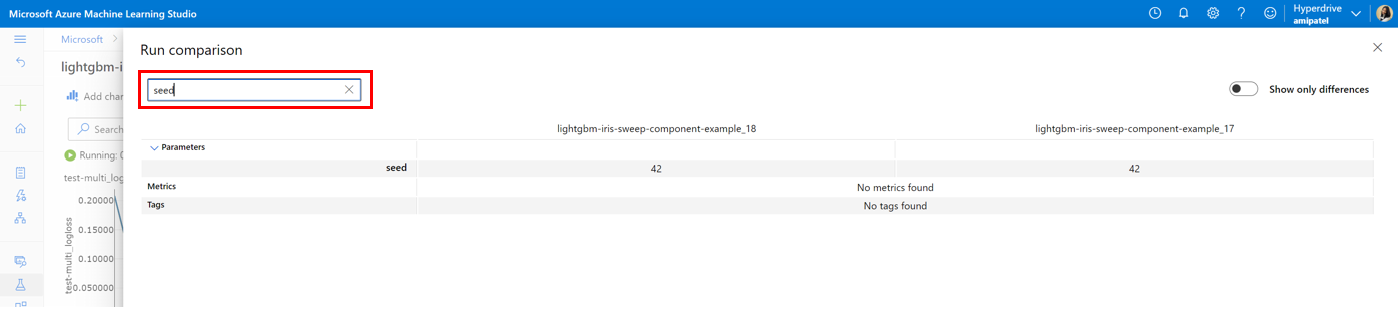 Microsoft Azure Machine Learning Studio
Hyperdrive
amipatel
Microsoft
lightgbm-i
Add char
Search
Running: (
test-multi_log
0.20000
0.15000
0.10000
0.050000
test-multi_logloss
Run comparison
seed
Show only differences
lightgbm-iris-sweep-component-example_18 lightgbm-iris-sweep-component-example_17
Parameters
seed 42 42
Metrics No metrics found
Tags No tags found